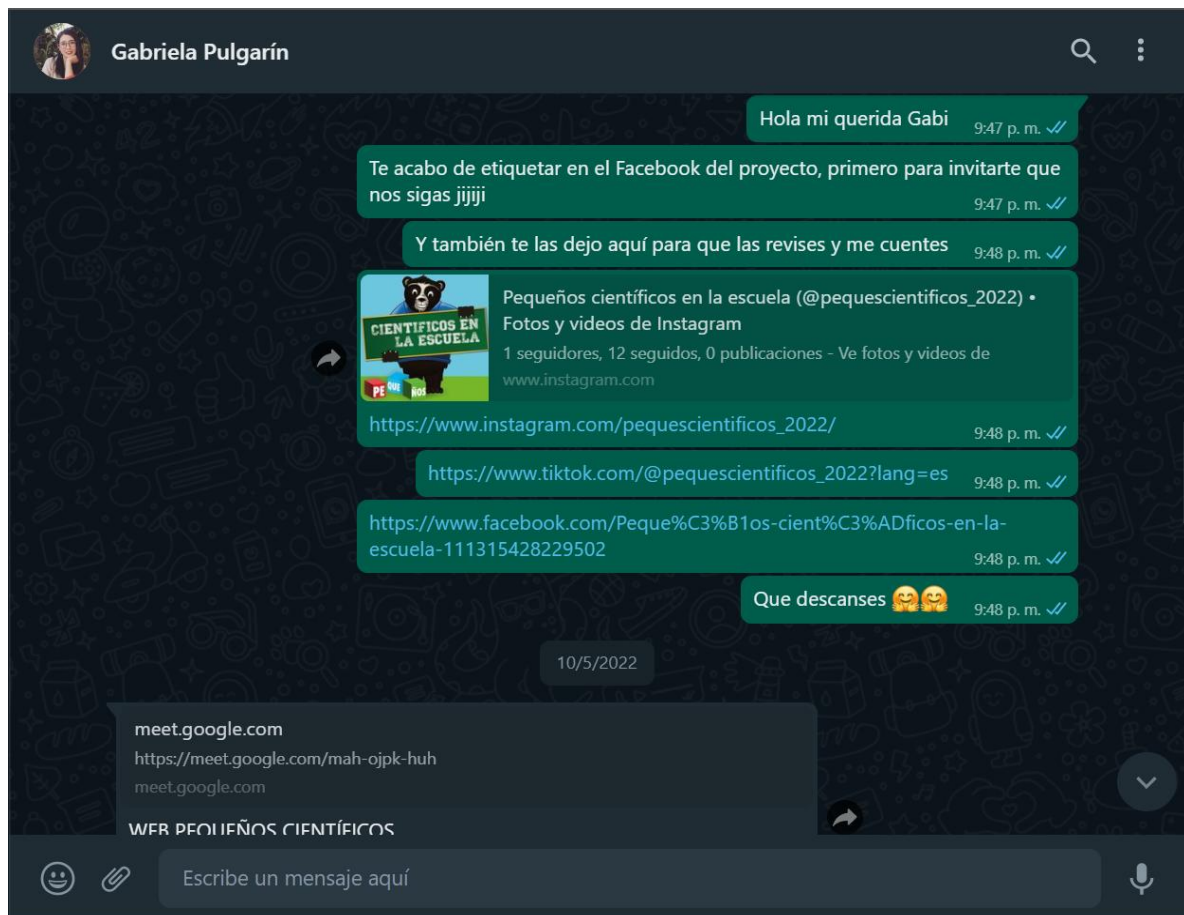 Gabriela Pulgarín
Hola mi querida Gabi
9:47 p. m.
Te acabo de etiquetar en el Facebook del proyecto, primero para invitarte que
nos sigas jijiji
9:47 p. m.
Y también te las dejo aquí para que las revises y me cuentes
9:48 p. m.
CIENTIFICOS EN
LA ESCUELA
PE QUE ÑOS
Pequeños científicos en la escuela (@pequescientificos_2022) •
Fotos y videos de Instagram
1 seguidores, 12 seguidos, 0 publicaciones - Ve fotos y videos de
www.instagram.com
https://www.instagram.com/pequescientificos_2022/
9:48 p. m.
https://www.tiktok.com/@pequescientificos_2022?lang=es
9:48 p. m.
https://www.facebook.com/Peque%C3%B1os-cient%C3%ADficos-en-la-
escuela-111315428229502
9:48 p. m.
Que descanses 🤗🤗
9:48 p. m.
10/5/2022
meet.google.com
https://meet.google.com/mah-ojpk-huh
meet.google.com
WEB PEQUEÑOS CIENTÍFICOS
Escribe un mensaje aquí